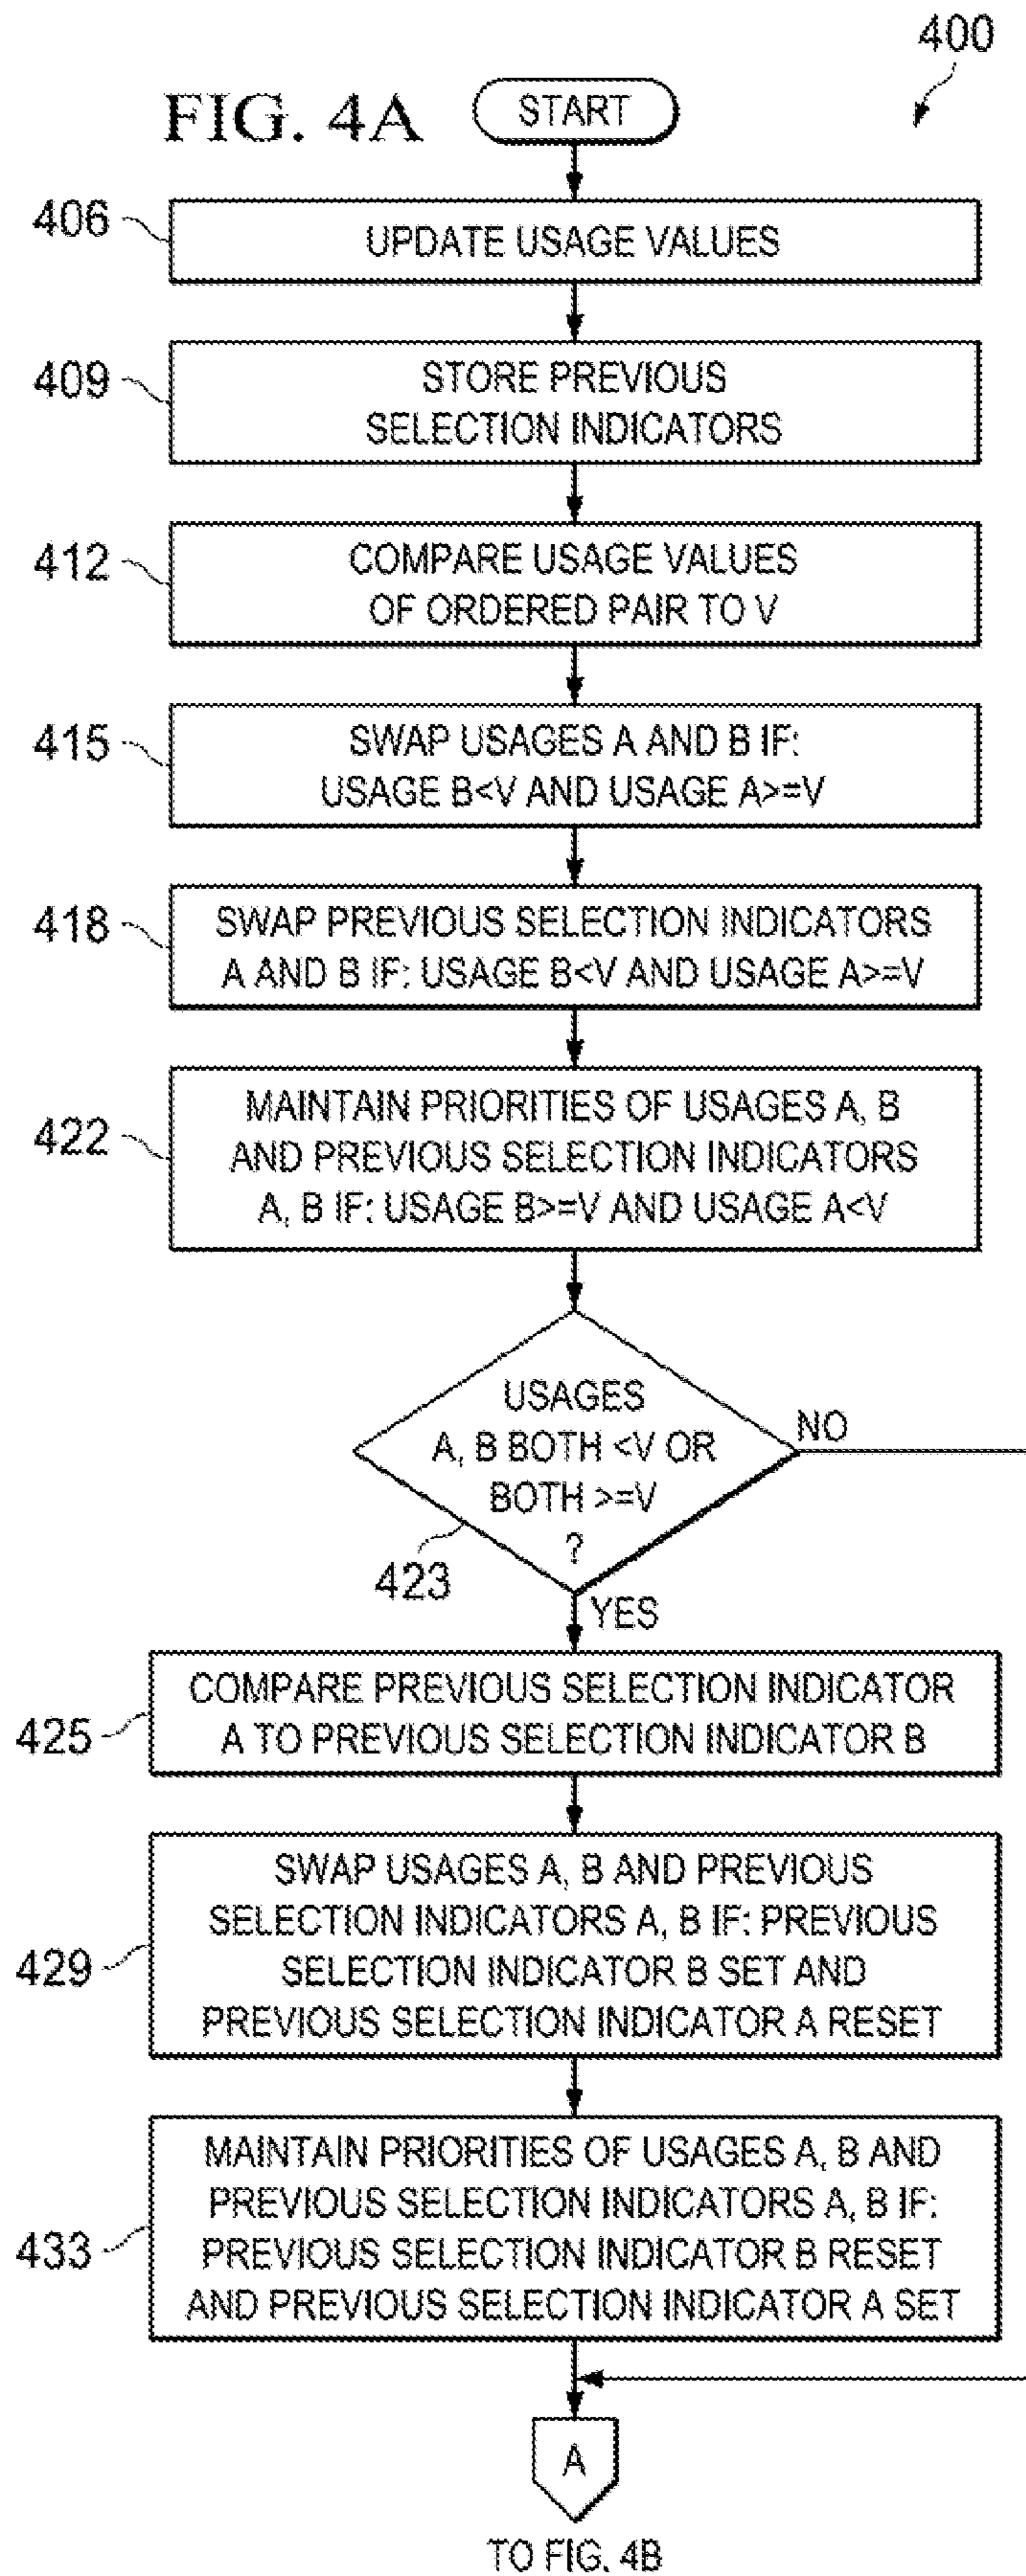 400
FIG. 4A
START
406
UPDATE USAGE VALUES
409
STORE PREVIOUS
SELECTION INDICATORS
412
COMPARE USAGE VALUES
OF ORDERED PAIR TO V
415
SWAP USAGES A AND B IF:
USAGE B<V AND USAGE A>=V
418
SWAP PREVIOUS SELECTION INDICATORS
A AND B IF: USAGE B<V AND USAGE A>=V
422
MAINTAIN PRIORITIES OF USAGES A, B
AND PREVIOUS SELECTION INDICATORS
A, B IF: USAGE B>=V AND USAGE A<V
USAGES
A, B BOTH <V OR
BOTH >=V
?
423
NO
YES
425
COMPARE PREVIOUS SELECTION INDICATOR
A TO PREVIOUS SELECTION INDICATOR B
429
SWAP USAGES A, B AND PREVIOUS
SELECTION INDICATORS A, B IF: PREVIOUS
SELECTION INDICATOR B SET AND
PREVIOUS SELECTION INDICATOR A RESET
433
MAINTAIN PRIORITIES OF USAGES A, B AND
PREVIOUS SELECTION INDICATORS A, B IF:
PREVIOUS SELECTION INDICATOR B RESET
AND PREVIOUS SELECTION INDICATOR A SET
A
TO FIG. 4B